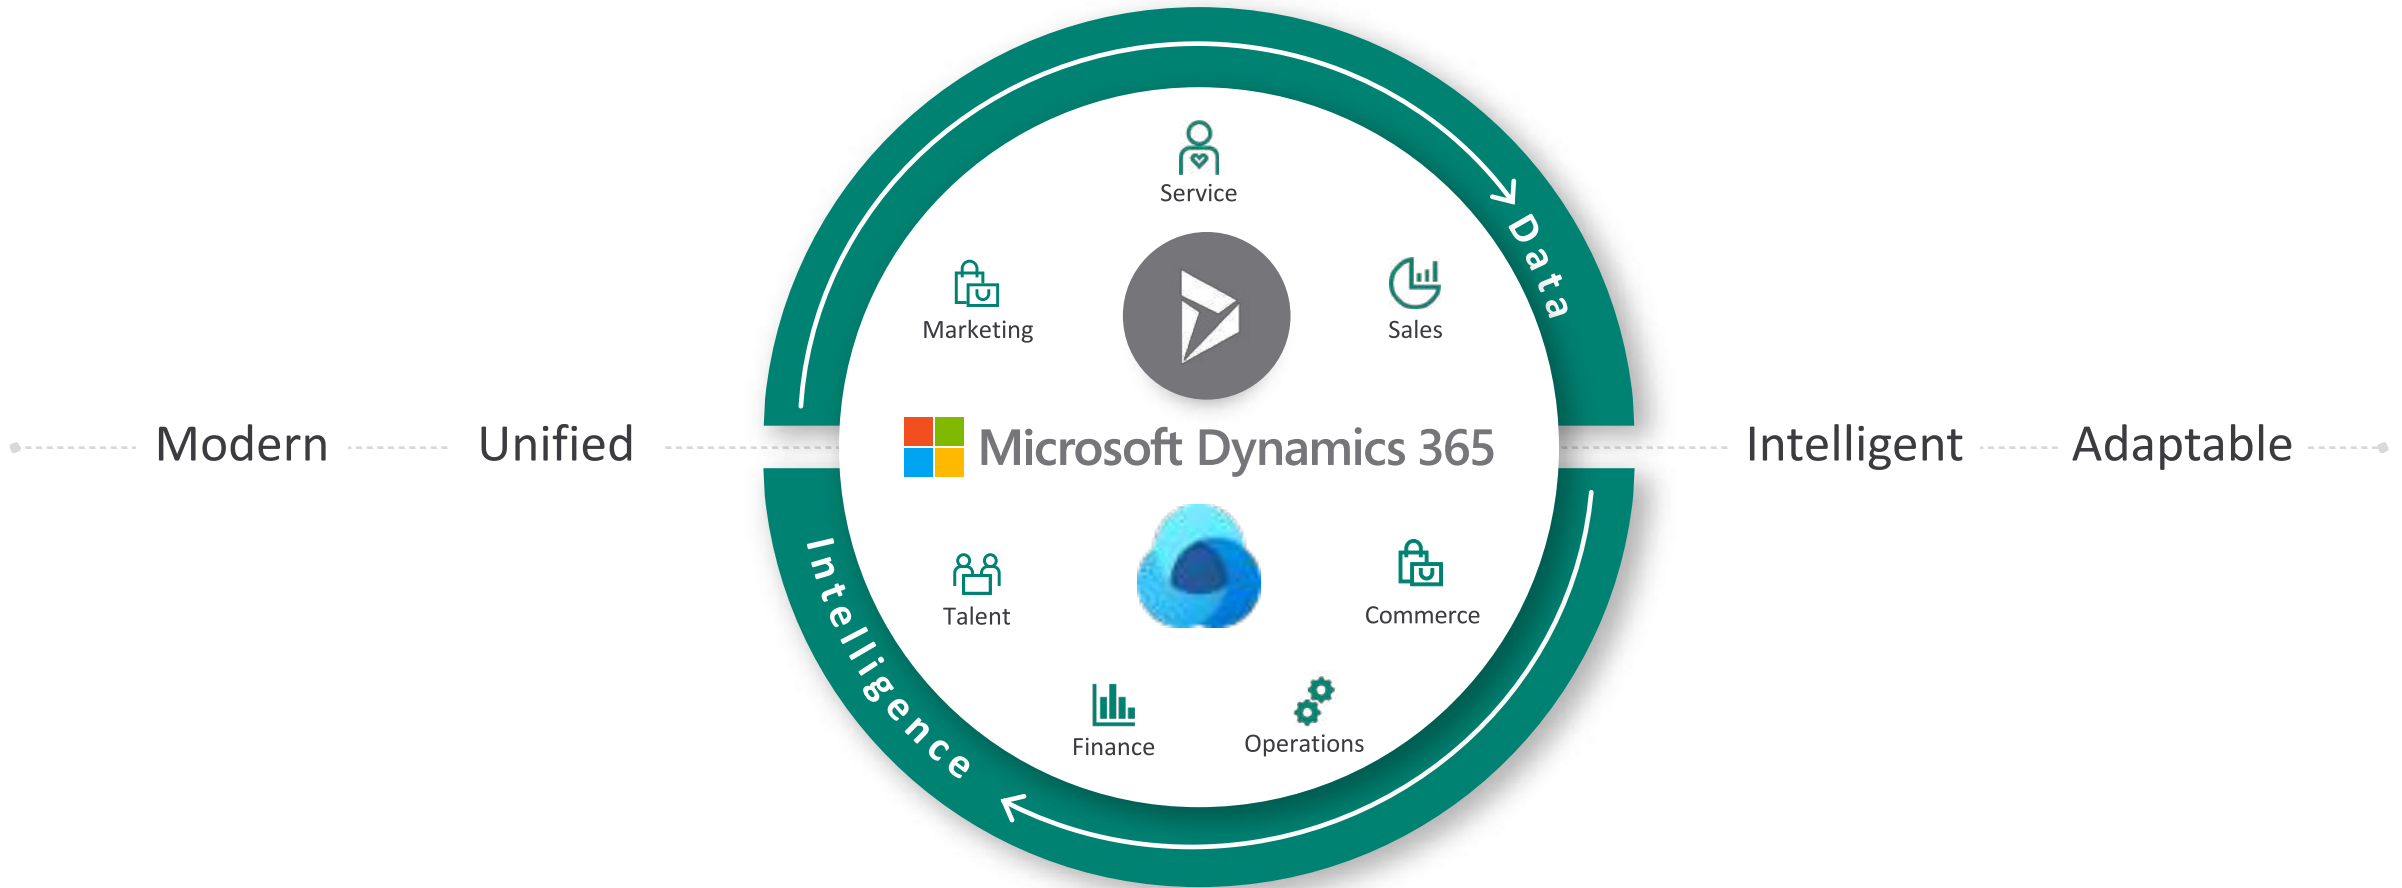 Service
Data
Marketing
Sales
Modern
Unified
Microsoft Dynamics 365
Intelligent
Adaptable
Intelligence
Talent
Commerce
Finance
Operations